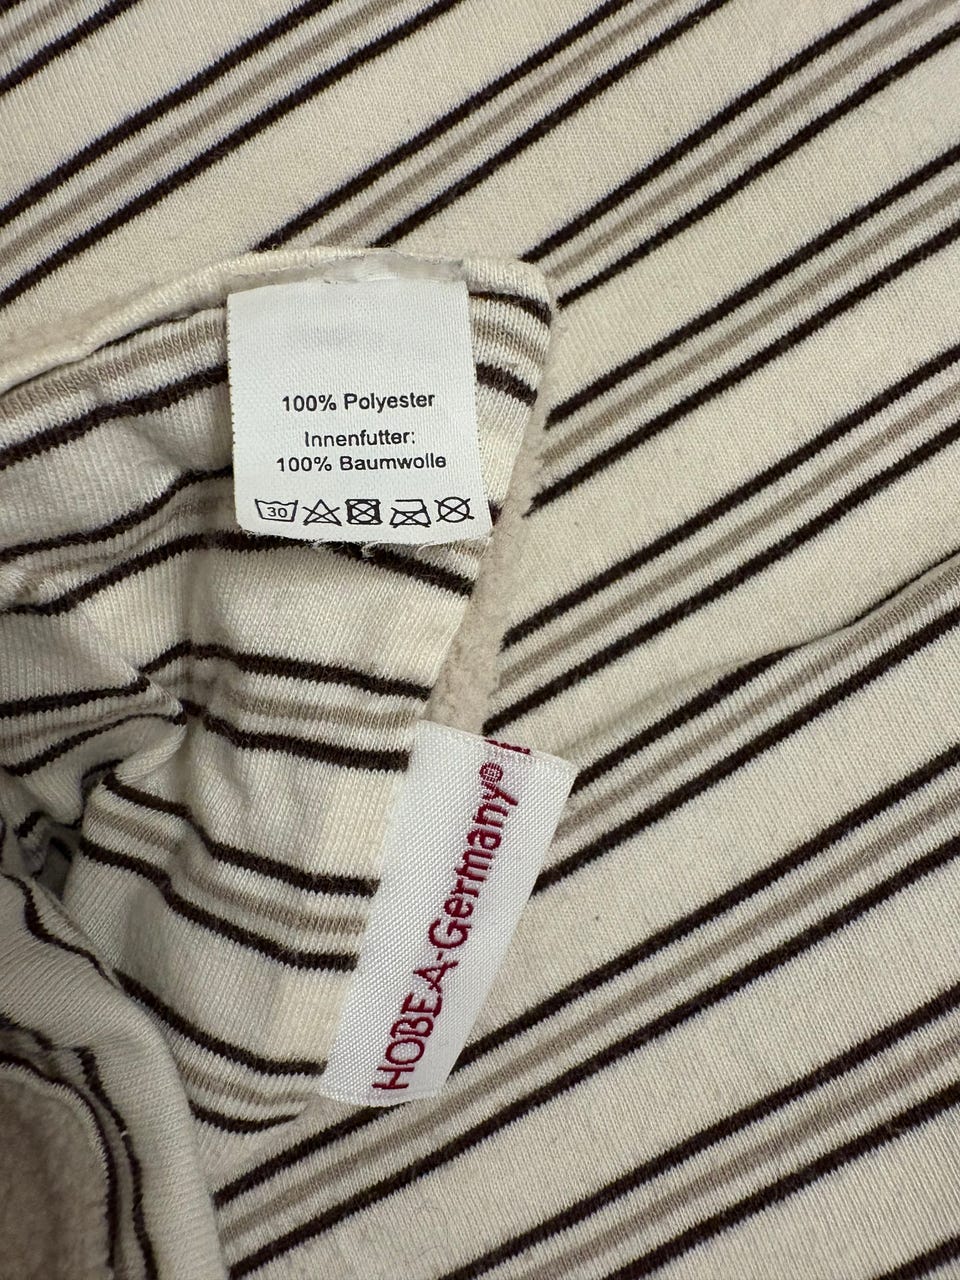 100% Polyester
Innenfutter:
100% Baumwolle
30
HOBEA-Germany®